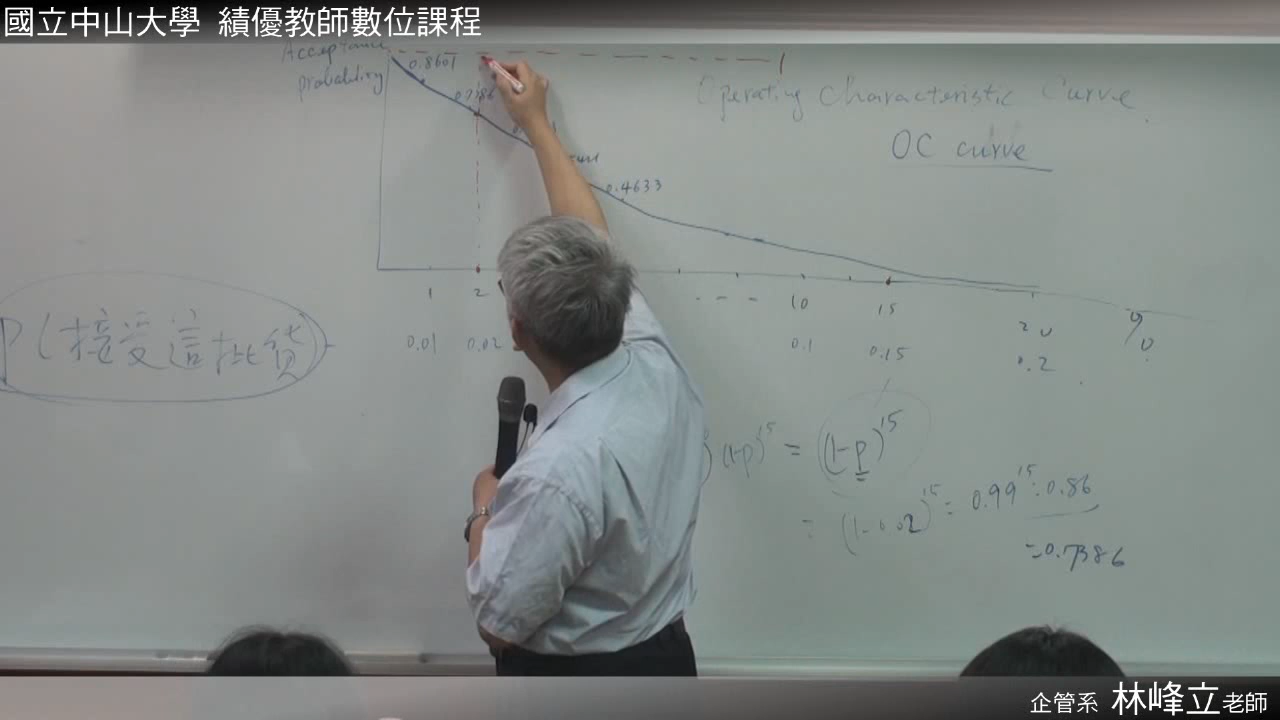 國立中山大學 績優教師數位課程
Acceptance
probability
0.8601
0.7386
Operating Characteristic Curve
OC curve
0.4633
1 2 - - - 10 15 20 %
0.01 0.02 0.1 0.15 0.2
P(接受這批貨)
(1-p)^15 = (1-p)^15
= (1-0.02)^15 = 0.99^15 = 0.86
= 0.7386
企管系 林峰立老師